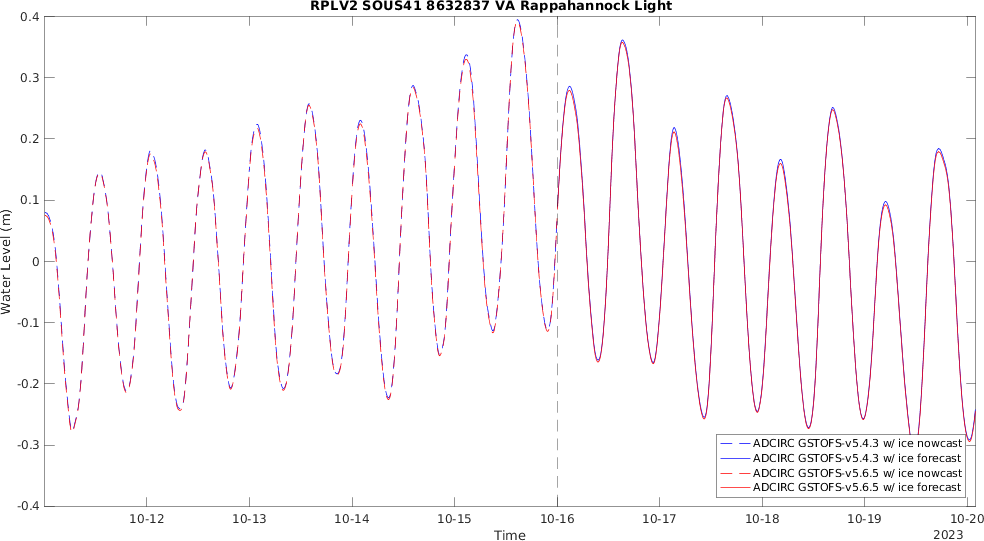 RPLV2 SOUS41 8632837 VA Rappahannock Light
0.4
0.3
0.2
0.1
0
-0.1
-0.2
-0.3
-0.4
Water Level (m)
ADCIRC GSTOFS-v5.4.3 w/ ice nowcast
ADCIRC GSTOFS-v5.4.3 w/ ice forecast
ADCIRC GSTOFS-v5.6.5 w/ ice nowcast
ADCIRC GSTOFS-v5.6.5 w/ ice forecast
10-12 10-13 10-14 10-15 10-16 10-17 10-18 10-19 10-20
Time
2023